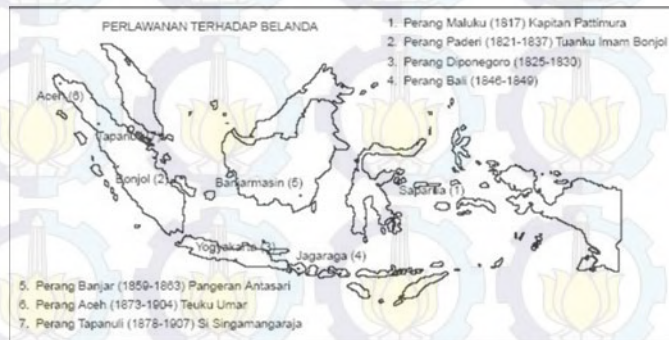 PERLAWANAN TERHADAP BELANDA
1. Perang Maluku (1817) Kapitan Pattimura
2. Perang Paderi (1821-1837) Tuanku Imam Bonjol
3. Perang Diponegoro (1825-1830)
4. Perang Bali (1846-1849)
Aceh (6)
Tapanuli (7)
Bonjol (2)
Banjarmasin (5)
Saparua (1)
Yogyakarta (3)
Jagaraga (4)
5. Perang Banjar (1859-1863) Pangeran Antasari
6. Perang Aceh (1873-1904) Teuku Umar
7. Perang Tapanuli (1878-1907) Si Singamangaraja